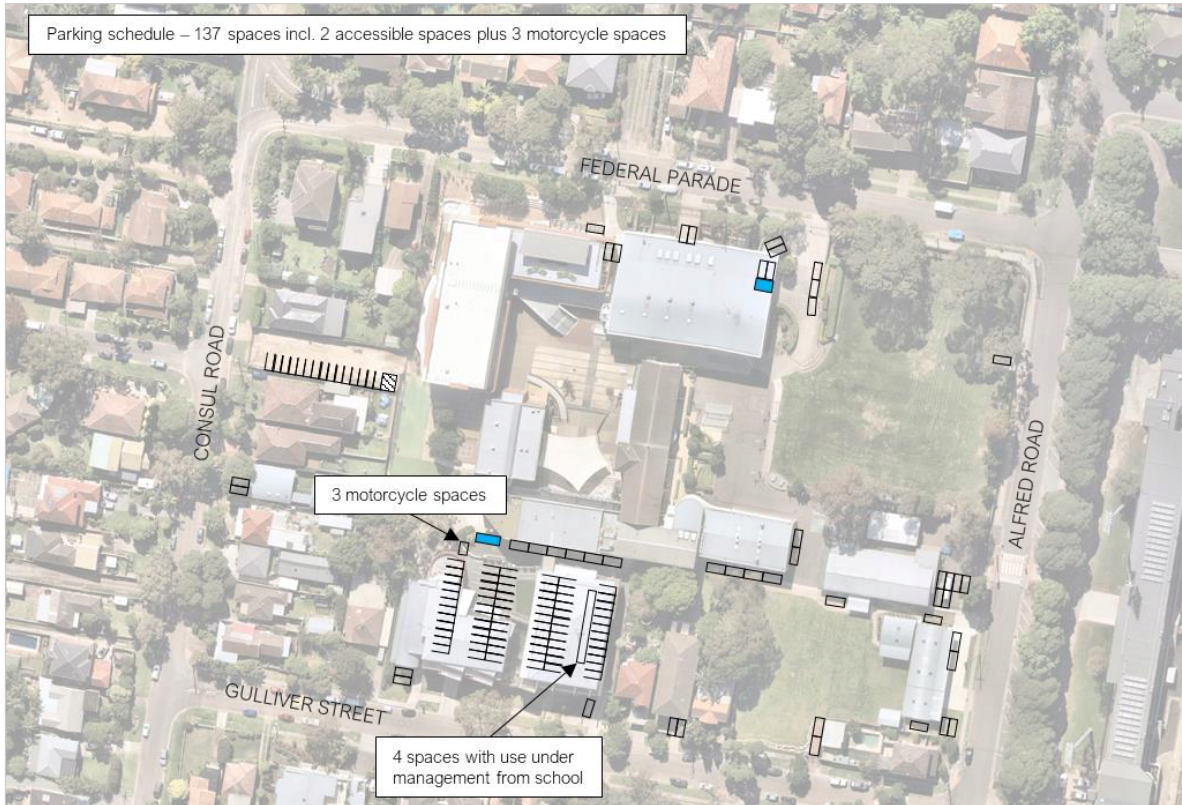 Parking schedule – 137 spaces incl. 2 accessible spaces plus 3 motorcycle spaces
FEDERAL PARADE
CONSUL ROAD
ALFRED ROAD
3 motorcycle spaces
GULLIVER STREET
4 spaces with use under
management from school